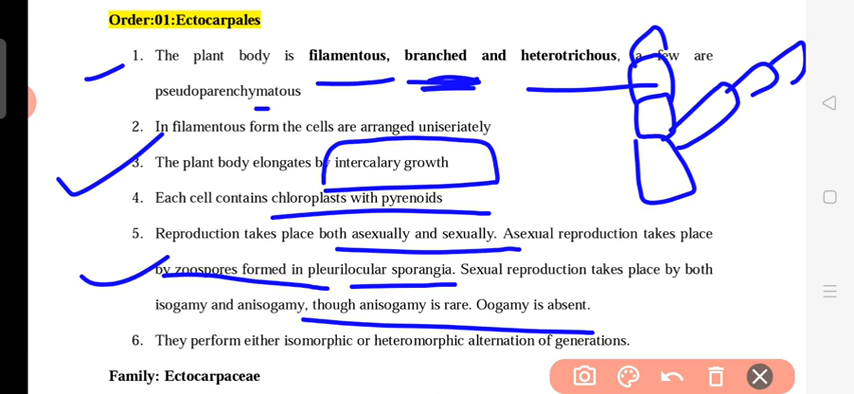 Order:01:Ectocarpales
1. The plant body is filamentous, branched and heterotrichous, a few are
pseudoparenchymatous
2. In filamentous form the cells are arranged uniseriately
3. The plant body elongates by intercalary growth
4. Each cell contains chloroplasts with pyrenoids
5. Reproduction takes place both asexually and sexually. Asexual reproduction takes place
by zoospores formed in pleurilocular sporangia. Sexual reproduction takes place by both
isogamy and anisogamy, though anisogamy is rare. Oogamy is absent.
6. They perform either isomorphic or heteromorphic alternation of generations.
Family: Ectocarpaceae